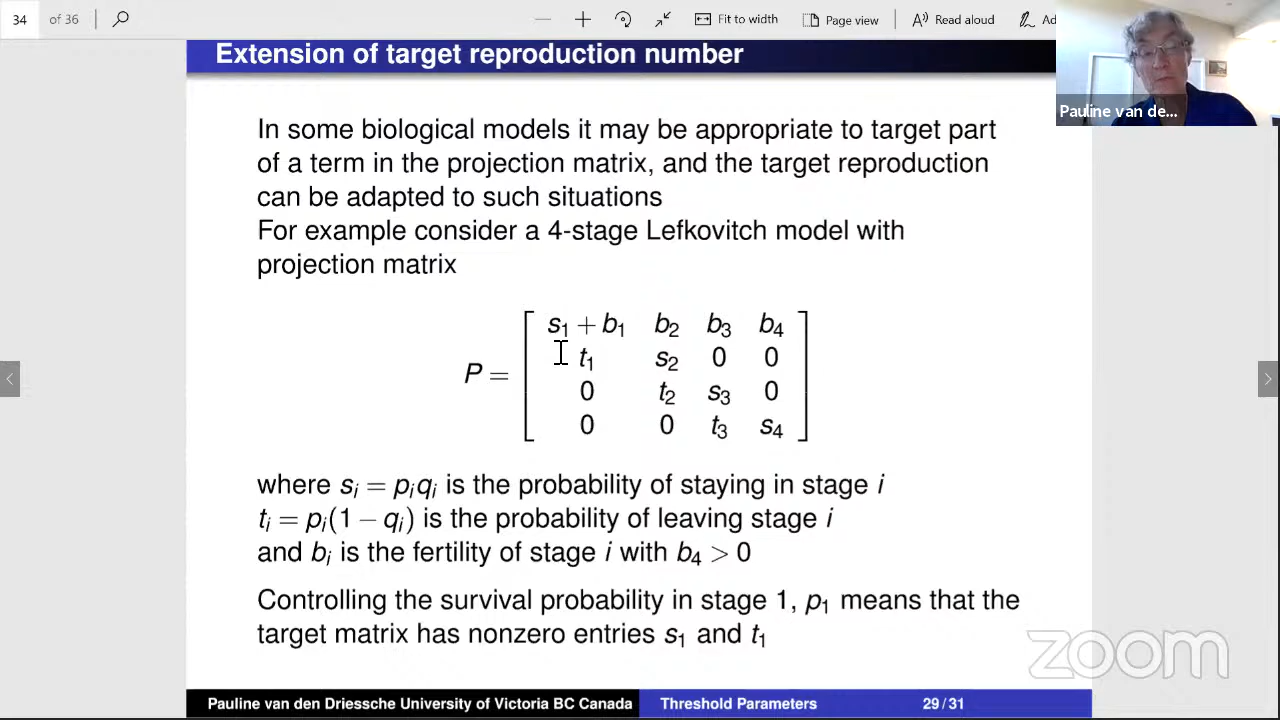 34 of 36 Fit to width Page view Read aloud Ad
Extension of target reproduction number
Pauline van de...
In some biological models it may be appropriate to target part
of a term in the projection matrix, and the target reproduction
can be adapted to such situations
For example consider a 4-stage Lefkovitch model with
projection matrix
s₁ + b₁ b₂ b₃ b₄
t₁ s₂ 0 0
P =
0 t₂ s₃ 0
0 0 t₃ s₄
where sᵢ = pᵢqᵢ is the probability of staying in stage i
tᵢ = pᵢ(1 − qᵢ) is the probability of leaving stage i
and bᵢ is the fertility of stage i with b₄ > 0
Controlling the survival probability in stage 1, p₁ means that the
target matrix has nonzero entries s₁ and t₁
zoom
Pauline van den Driessche University of Victoria BC Canada Threshold Parameters 29 / 31